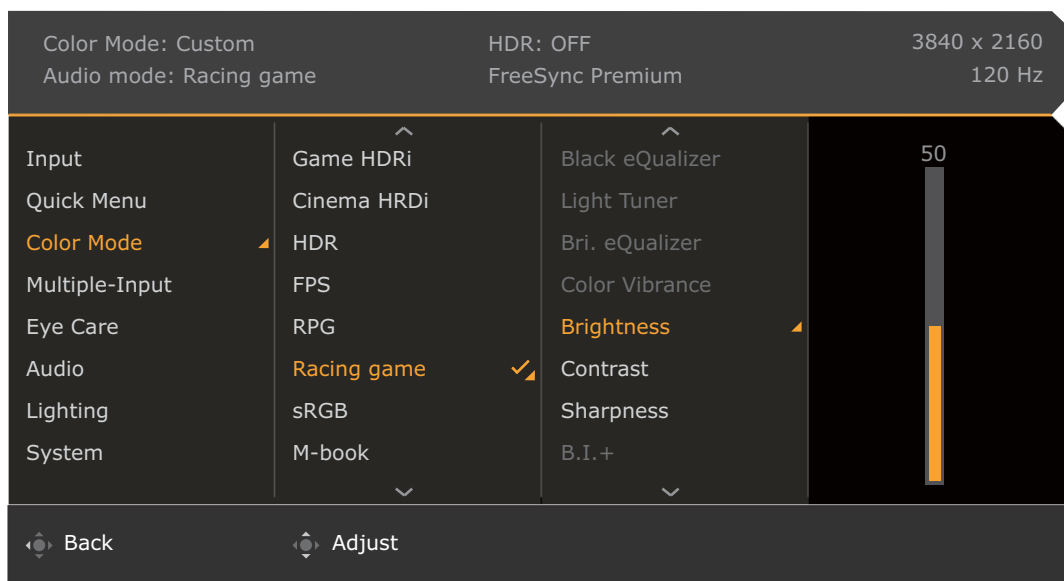 Color Mode: Custom
HDR: OFF
3840 x 2160
Audio mode: Racing game
FreeSync Premium
120 Hz
Input
Quick Menu
Color Mode
Multiple-Input
Eye Care
Audio
Lighting
System
Game HDRi
Cinema HRDi
HDR
FPS
RPG
Racing game
sRGB
M-book
Black eQualizer
Light Tuner
Bri. eQualizer
Color Vibrance
Brightness
Contrast
Sharpness
B.I.+
50
Back
Adjust